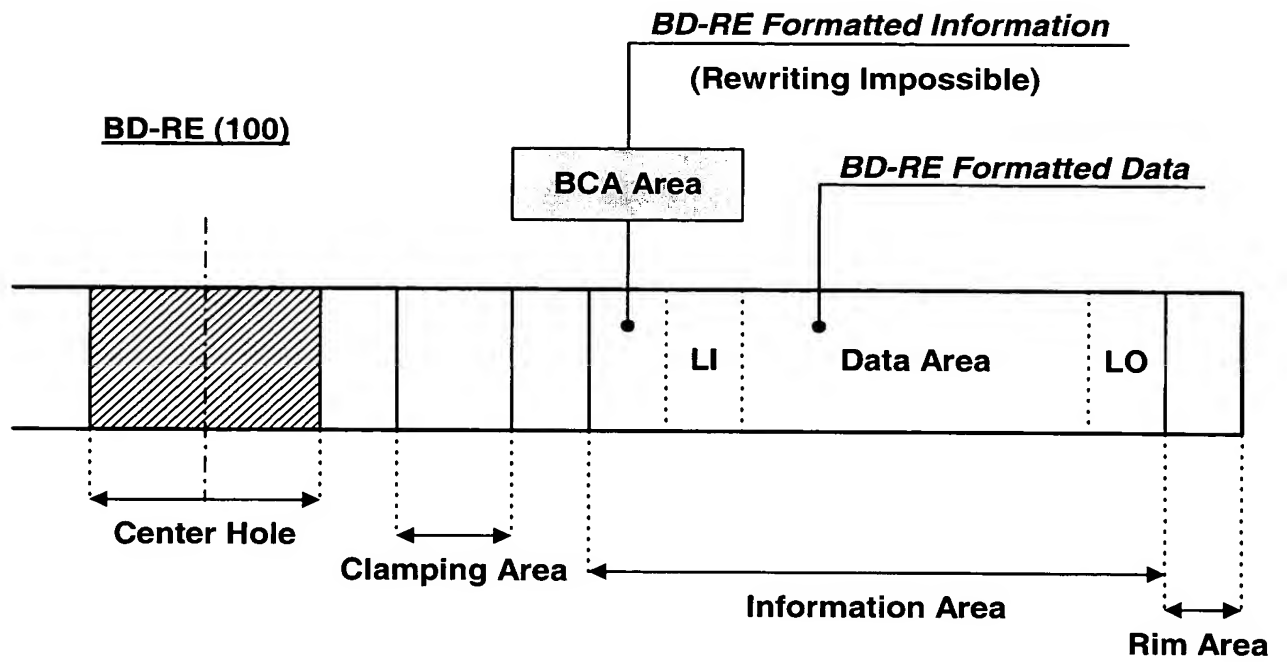 BD-RE Formatted Information
(Rewriting Impossible)
BD-RE (100)
BCA Area
BD-RE Formatted Data
LI
Data Area
LO
Center Hole
Clamping Area
Information Area
Rim Area